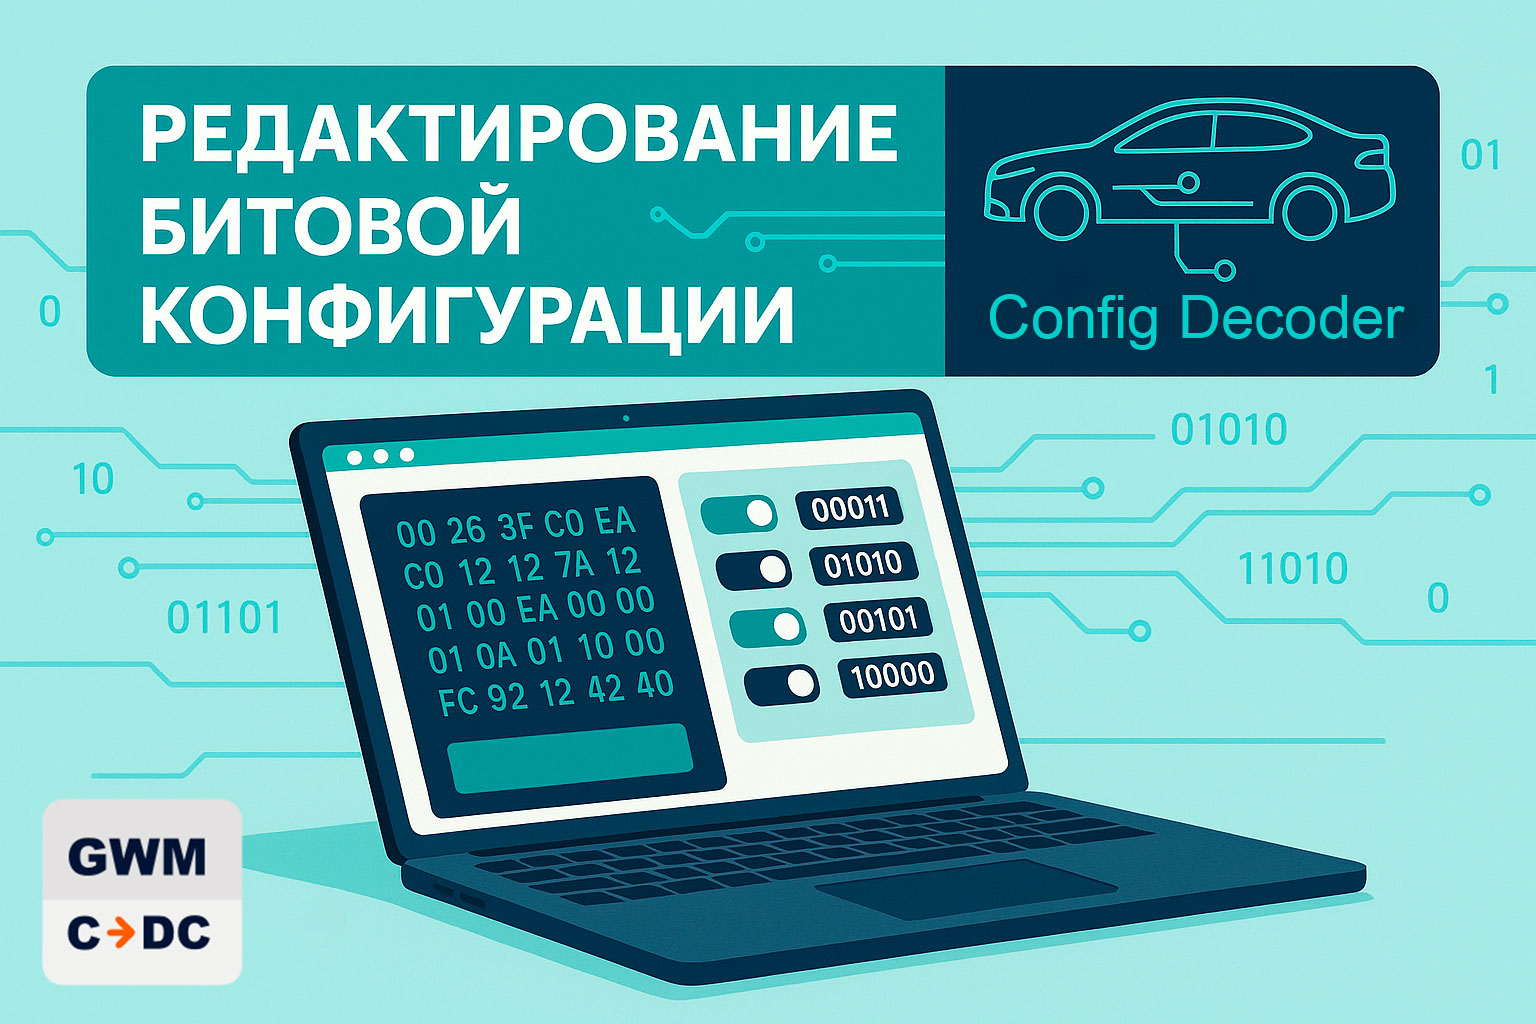 РЕДАКТИРОВАНИЕ
БИТОВОЙ
КОНФИГУРАЦИИ
Config Decoder
01
0
1
01010
10
11010
0
01101
00 26 3F C0 EA
C0 12 12 7A 12
01 00 EA 00 00
01 0A 01 10 00
FC 92 12 42 40
00011
01010
00101
10000
GWM
C→DC